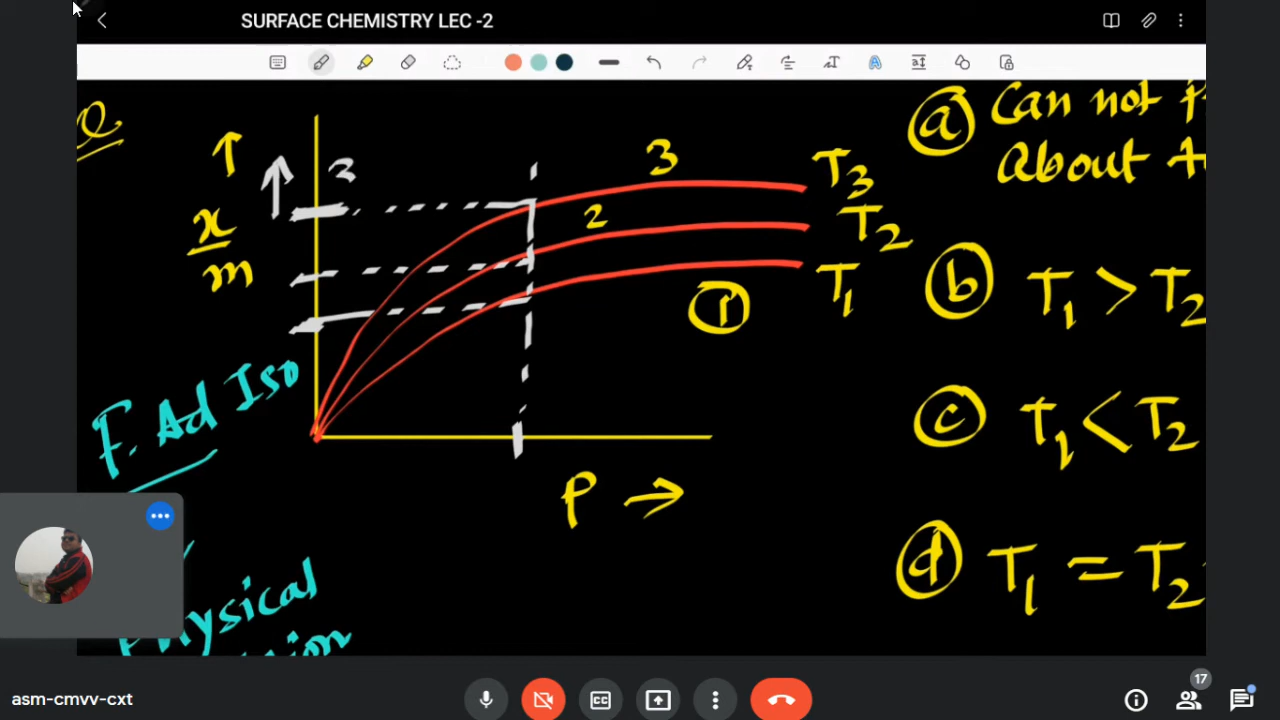 SURFACE CHEMISTRY LEC -2
3
3
2
x
m
T3
T2
T1
1
F. Ad Iso
P →
a Can not
About
b T1 > T2
c T1 < T2
d T1 = T2
Physical
asm-cmvv-cxt
CC
17